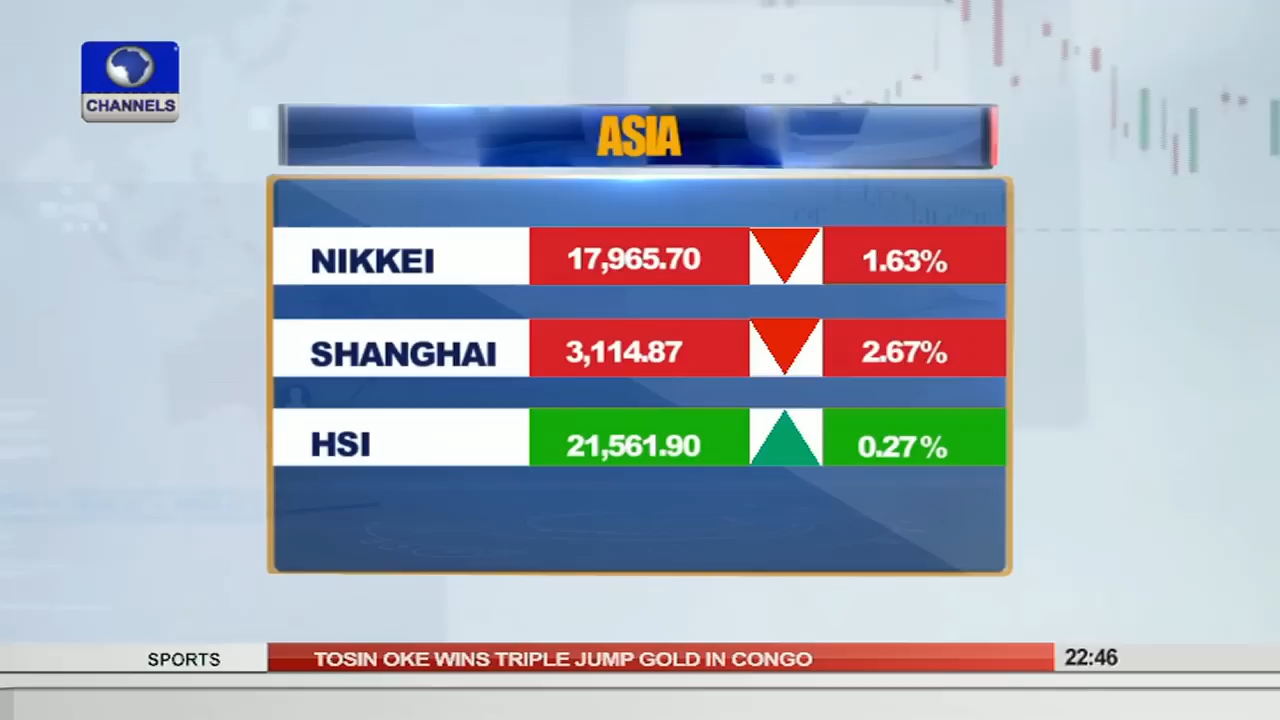 CHANNELS
ASIA
NIKKEI 17,965.70 1.63%
SHANGHAI 3,114.87 2.67%
HSI 21,561.90 0.27%
SPORTS TOSIN OKE WINS TRIPLE JUMP GOLD IN CONGO 22:46